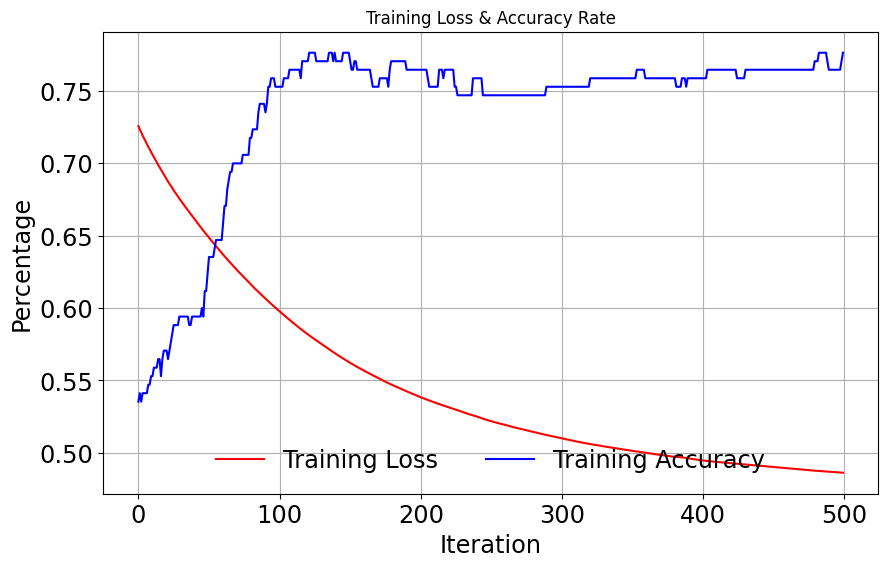 Training Loss & Accuracy Rate
0.75
0.70
0.65
0.60
0.55
0.50
Percentage
Training Loss
Training Accuracy
0
100
200
300
400
500
Iteration